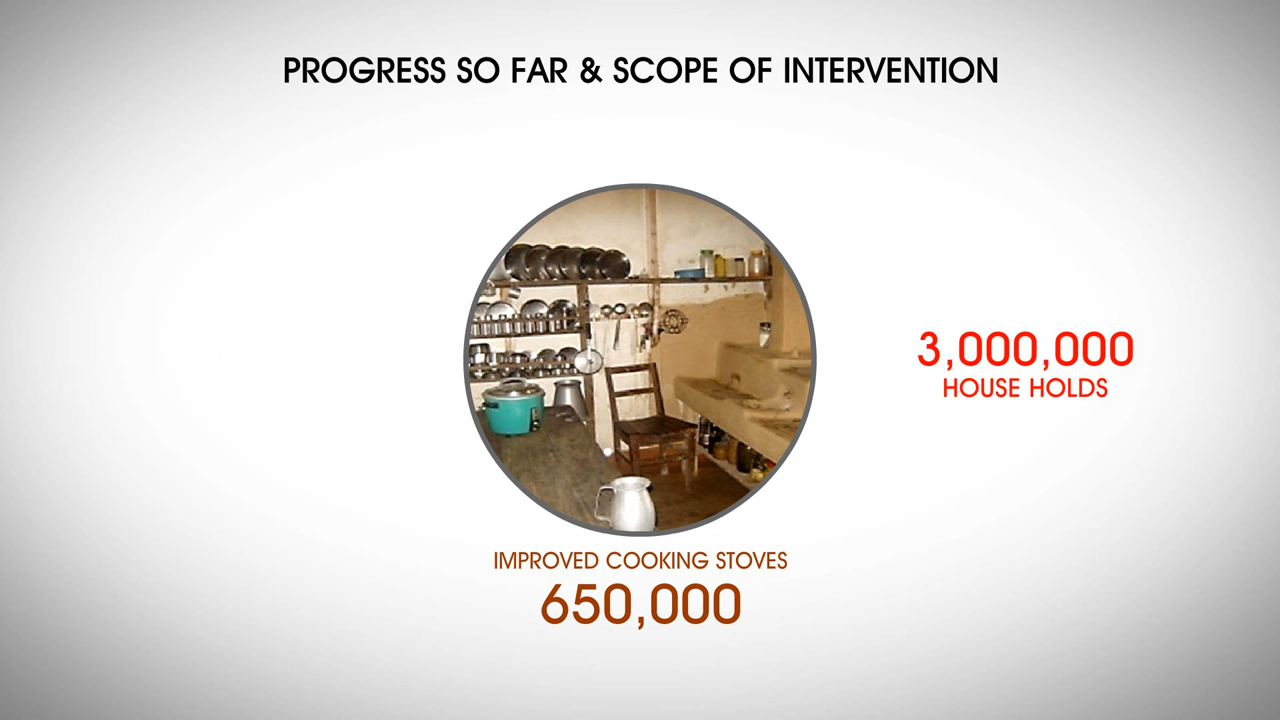 PROGRESS SO FAR & SCOPE OF INTERVENTION
3,000,000
HOUSE HOLDS
IMPROVED COOKING STOVES
650,000